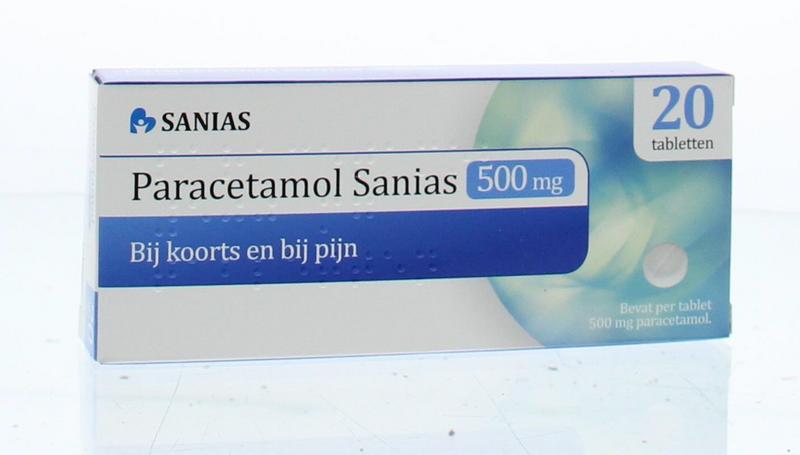 SANIAS
20
tabletten
Paracetamol Sanias 500 mg
Bij koorts en bij pijn
Bevat per tablet
500 mg paracetamol.